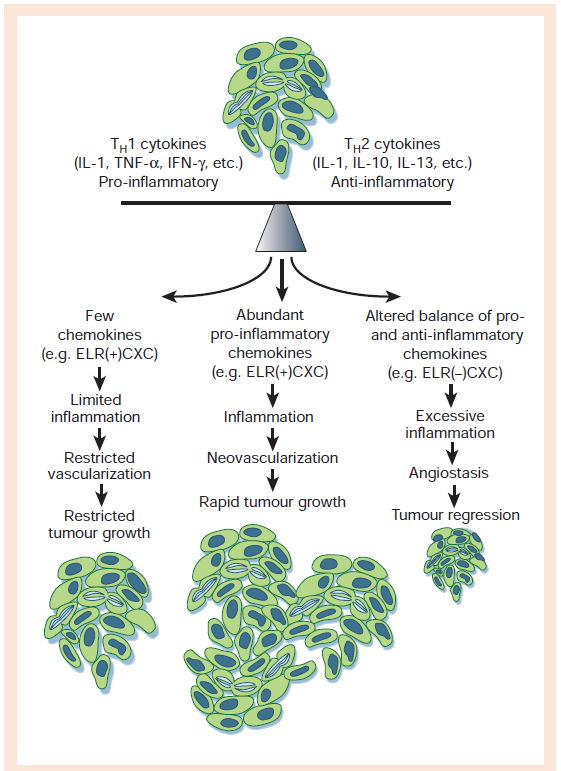 T_H1 cytokines
(IL-1, TNF-α, IFN-γ, etc.)
Pro-inflammatory
T_H2 cytokines
(IL-1, IL-10, IL-13, etc.)
Anti-inflammatory
Few
chemokines
(e.g. ELR(+)CXC)
Limited
inflammation
Restricted
vascularization
Restricted
tumour growth
Abundant
pro-inflammatory
chemokines
(e.g. ELR(+)CXC)
Inflammation
Neovascularization
Rapid tumour growth
Altered balance of pro-
and anti-inflammatory
chemokines
(e.g. ELR(–)CXC)
Excessive
inflammation
Angiostasis
Tumour regression